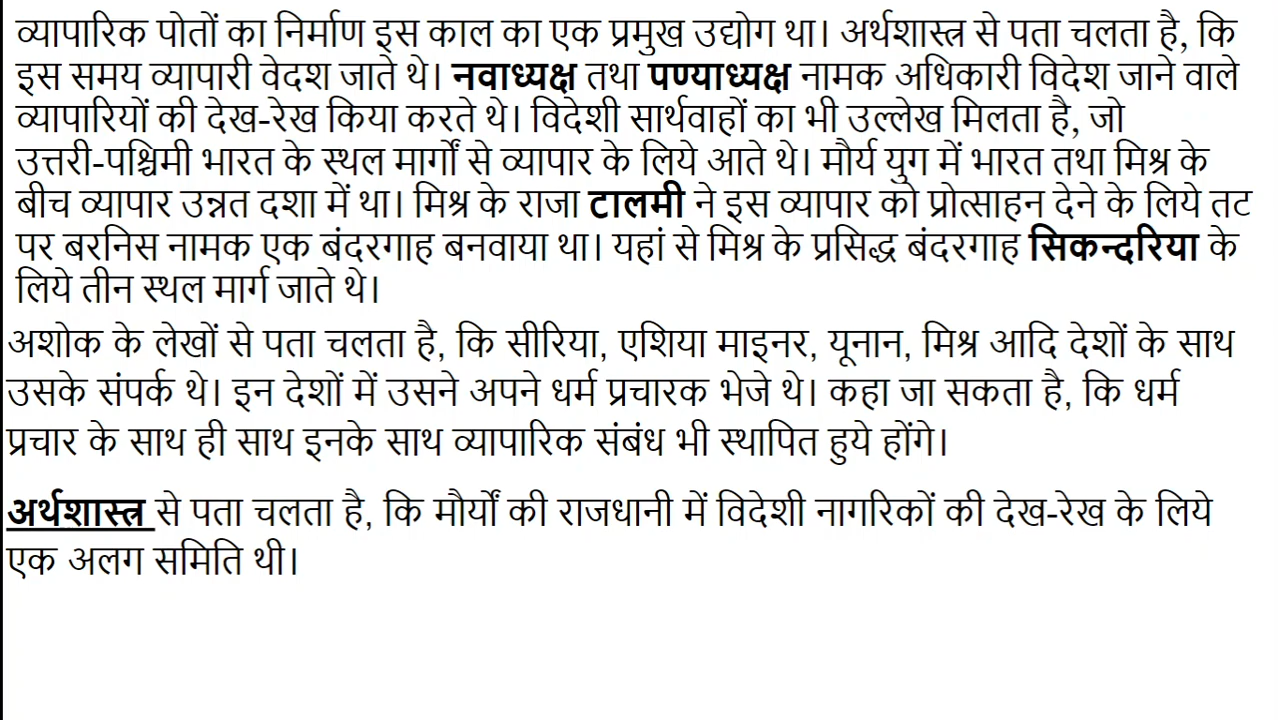 व्यापारिक पोतों का निर्माण इस काल का एक प्रमुख उद्योग था। अर्थशास्त्र से पता चलता है, कि
इस समय व्यापारी वेदश जाते थे। नवाध्यक्ष तथा पण्याध्यक्ष नामक अधिकारी विदेश जाने वाले
व्यापारियों की देख-रेख किया करते थे। विदेशी सार्थवाहों का भी उल्लेख मिलता है, जो
उत्तरी-पश्चिमी भारत के स्थल मार्गों से व्यापार के लिये आते थे। मौर्य युग में भारत तथा मिश्र के
बीच व्यापार उन्नत दशा में था। मिश्र के राजा टालमी ने इस व्यापार को प्रोत्साहन देने के लिये तट
पर बरनिस नामक एक बंदरगाह बनवाया था। यहां से मिश्र के प्रसिद्ध बंदरगाह सिकन्दरिया के
लिये तीन स्थल मार्ग जाते थे।
अशोक के लेखों से पता चलता है, कि सीरिया, एशिया माइनर, यूनान, मिश्र आदि देशों के साथ
उसके संपर्क थे। इन देशों में उसने अपने धर्म प्रचारक भेजे थे। कहा जा सकता है, कि धर्म
प्रचार के साथ ही साथ इनके साथ व्यापारिक संबंध भी स्थापित हुये होंगे।
अर्थशास्त्र से पता चलता है, कि मौर्यों की राजधानी में विदेशी नागरिकों की देख-रेख के लिये
एक अलग समिति थी।